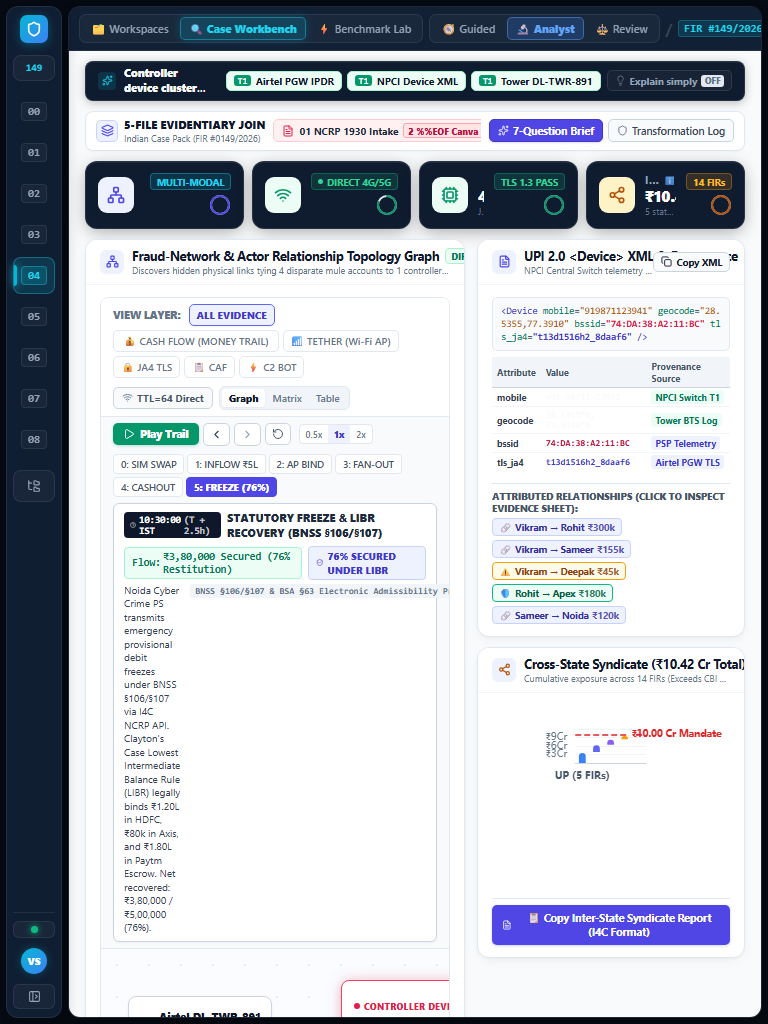 Workspaces
Case Workbench
Benchmark Lab
Guided
Analyst
Review
/
FIR #149/2026
149
00
01
02
03
04
05
06
07
08
VS
Controller
device cluster...
T1 Airtel PGW IPDR
T1 NPCI Device XML
T1 Tower DL-TWR-891
Explain simply OFF
5-FILE EVIDENTIARY JOIN
Indian Case Pack (FIR #0149/2026)
01 NCRP 1930 Intake
2 %%EOF Canva
7-Question Brief
Transformation Log
MULTI-MODAL
DIRECT 4G/5G
TLS 1.3 PASS
14 FIRs
I...
₹10.
5 stat...
Fraud-Network & Actor Relationship Topology Graph
Discovers hidden physical links tying 4 disparate mule accounts to 1 controller...
VIEW LAYER:
ALL EVIDENCE
CASH FLOW (MONEY TRAIL)
TETHER (Wi-Fi AP)
JA4 TLS
CAF
C2 BOT
TTL=64 Direct
Graph
Matrix
Table
Play Trail
0.5x
1x
2x
0: SIM SWAP
1: INFLOW ₹5L
2: AP BIND
3: FAN-OUT
4: CASHOUT
5: FREEZE (76%)
10:30:00 (T +
IST 2.5h)
STATUTORY FREEZE & LIBR
RECOVERY (BNSS §106/§107)
Flow: ₹3,80,000 Secured (76%
Restitution)
76% SECURED
UNDER LIBR
Noida Cyber
Crime PS
transmits
emergency
provisional
debit
freezes
under BNSS
§106/§107
via I4C
NCRP API.
Clayton's
Case Lowest
Intermediate
Balance Rule
(LIBR) legally
binds ₹1.20L
in HDFC,
₹80k in Axis,
and ₹1.80L
in Paytm
Escrow. Net
recovered:
₹3,80,000 /
₹5,00,000
(76%).
BNSS §106/§107 & BSA §63 Electronic Admissibility
Airtel DL-TWR-891
CONTROLLER DEVI
UPI 2.0 <Device> XML
NPCI Central Switch telemetry ...
Copy XML
<Device mobile="919871123941" geocode="28.
5355,77.3910" bssid="74:DA:38:A2:11:BC" tl
s_ja4="t13d1516h2_8daaf6" />
Attribute
Value
Provenance
Source
mobile
NPCI Switch T1
geocode
Tower BTS Log
bssid
74:DA:38:A2:11:BC
PSP Telemetry
tls_ja4
t13d1516h2_8daaf6
Airtel PGW TLS
ATTRIBUTED RELATIONSHIPS (CLICK TO INSPECT
EVIDENCE SHEET):
Vikram → Rohit ₹300k
Vikram → Sameer ₹155k
Vikram → Deepak ₹45k
Rohit → Apex ₹180k
Sameer → Noida ₹120k
Cross-State Syndicate (₹10.42 Cr Total)
Cumulative exposure across 14 FIRs (Exceeds CBI ...
₹9Cr
₹6Cr
₹3Cr
₹10.00 Cr Mandate
UP (5 FIRs)
Copy Inter-State Syndicate Report
(I4C Format)